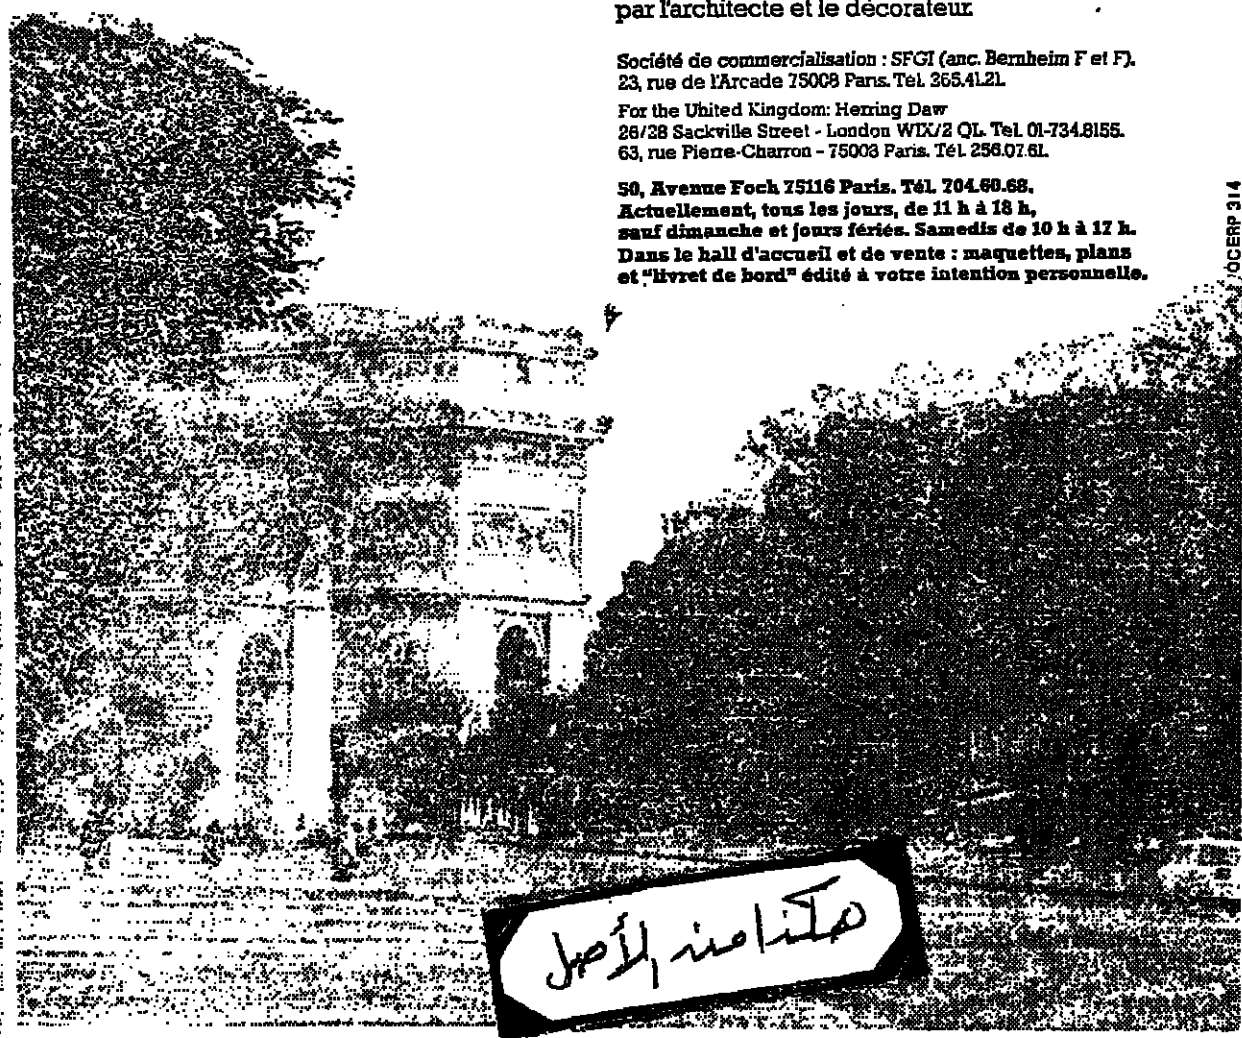 par l'architecte et le décorateur.
Société de commercialisation : SFGI (anc. Bernheim F et F).
23, rue de l'Arcade 75008 Paris. Tél. 265.41.21.
For the United Kingdom: Herring Daw
26/28 Sackville Street - London W1X/2 QL. Tel. 01-734.8155.
63, rue Pierre-Charron - 75008 Paris. Tél. 256.07.61.
50, Avenue Foch 75116 Paris. Tél. 704.60.68.
Actuellement, tous les jours, de 11 h à 18 h,
sauf dimanche et jours fériés. Samedis de 10 h à 17 h.
Dans le hall d'accueil et de vente : maquettes, plans
et "livret de bord" édité à votre intention personnelle.
OCERP 314
هكذا من الأصل